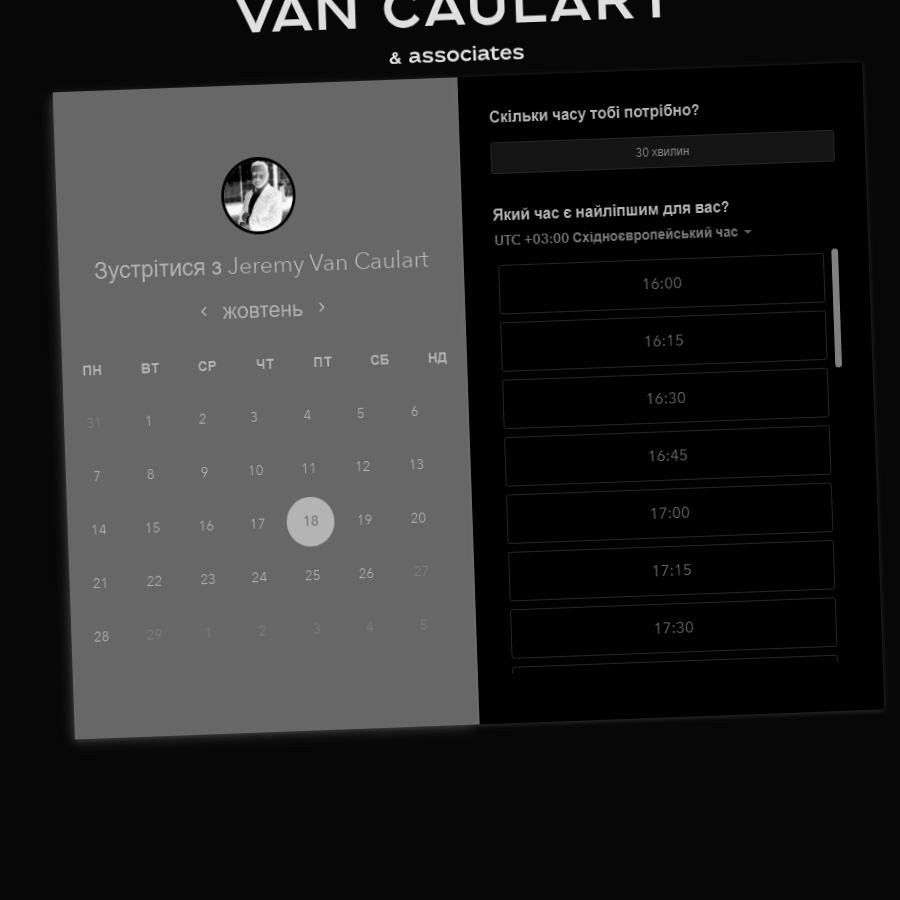 VAN CAULART
& associates
Зустрітися з Jeremy Van Caulart
жовтень
ПН ВТ СР ЧТ ПТ СБ НД
31 1 2 3 4 5 6
7 8 9 10 11 12 13
14 15 16 17 18 19 20
21 22 23 24 25 26 27
28 29 1 2 3 4 5
Скільки часу тобі потрібно?
30 хвилин
Який час є найліпшим для вас?
UTC +03:00 Східноєвропейський час
16:00
16:15
16:30
16:45
17:00
17:15
17:30